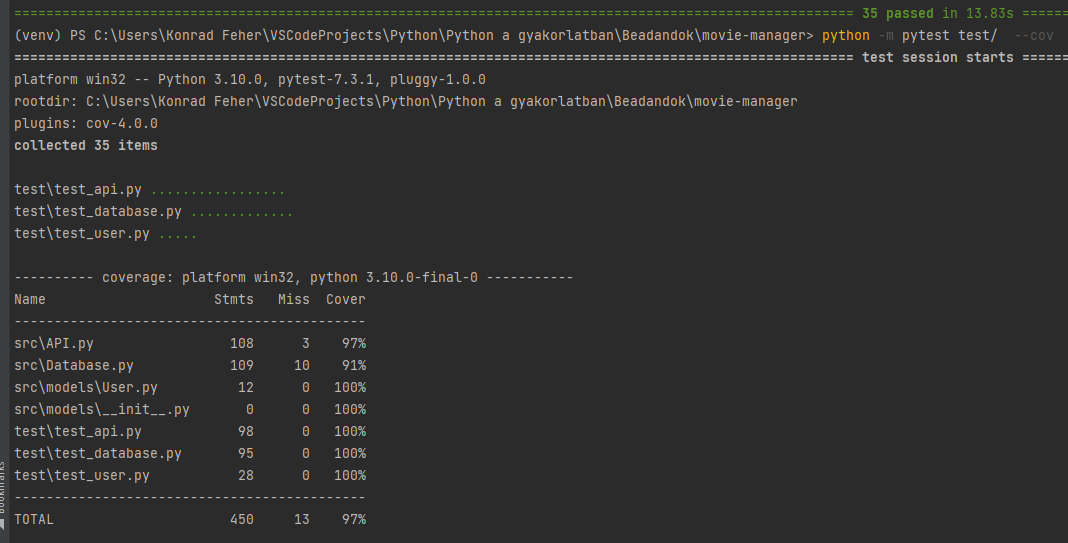 ============================================================================================================= 35 passed in 13.83s ======
(venv) PS C:\Users\Konrad Feher\VSCodeProjects\Python\Python a gyakorlatban\Beadandok\movie-manager> python -m pytest test/  --cov
============================================================================================================= test session starts ======
platform win32 -- Python 3.10.0, pytest-7.3.1, pluggy-1.0.0
rootdir: C:\Users\Konrad Feher\VSCodeProjects\Python\Python a gyakorlatban\Beadandok\movie-manager
plugins: cov-4.0.0
collected 35 items
test\test_api.py .................
test\test_database.py .............
test\test_user.py .....
---------- coverage: platform win32, python 3.10.0-final-0 -----------
Name                     Stmts   Miss  Cover
--------------------------------------------
src\API.py                 108      3    97%
src\Database.py            109     10    91%
src\models\User.py          12      0   100%
src\models\__init__.py       0      0   100%
test\test_api.py            98      0   100%
test\test_database.py       95      0   100%
test\test_user.py           28      0   100%
--------------------------------------------
TOTAL                      450     13    97%